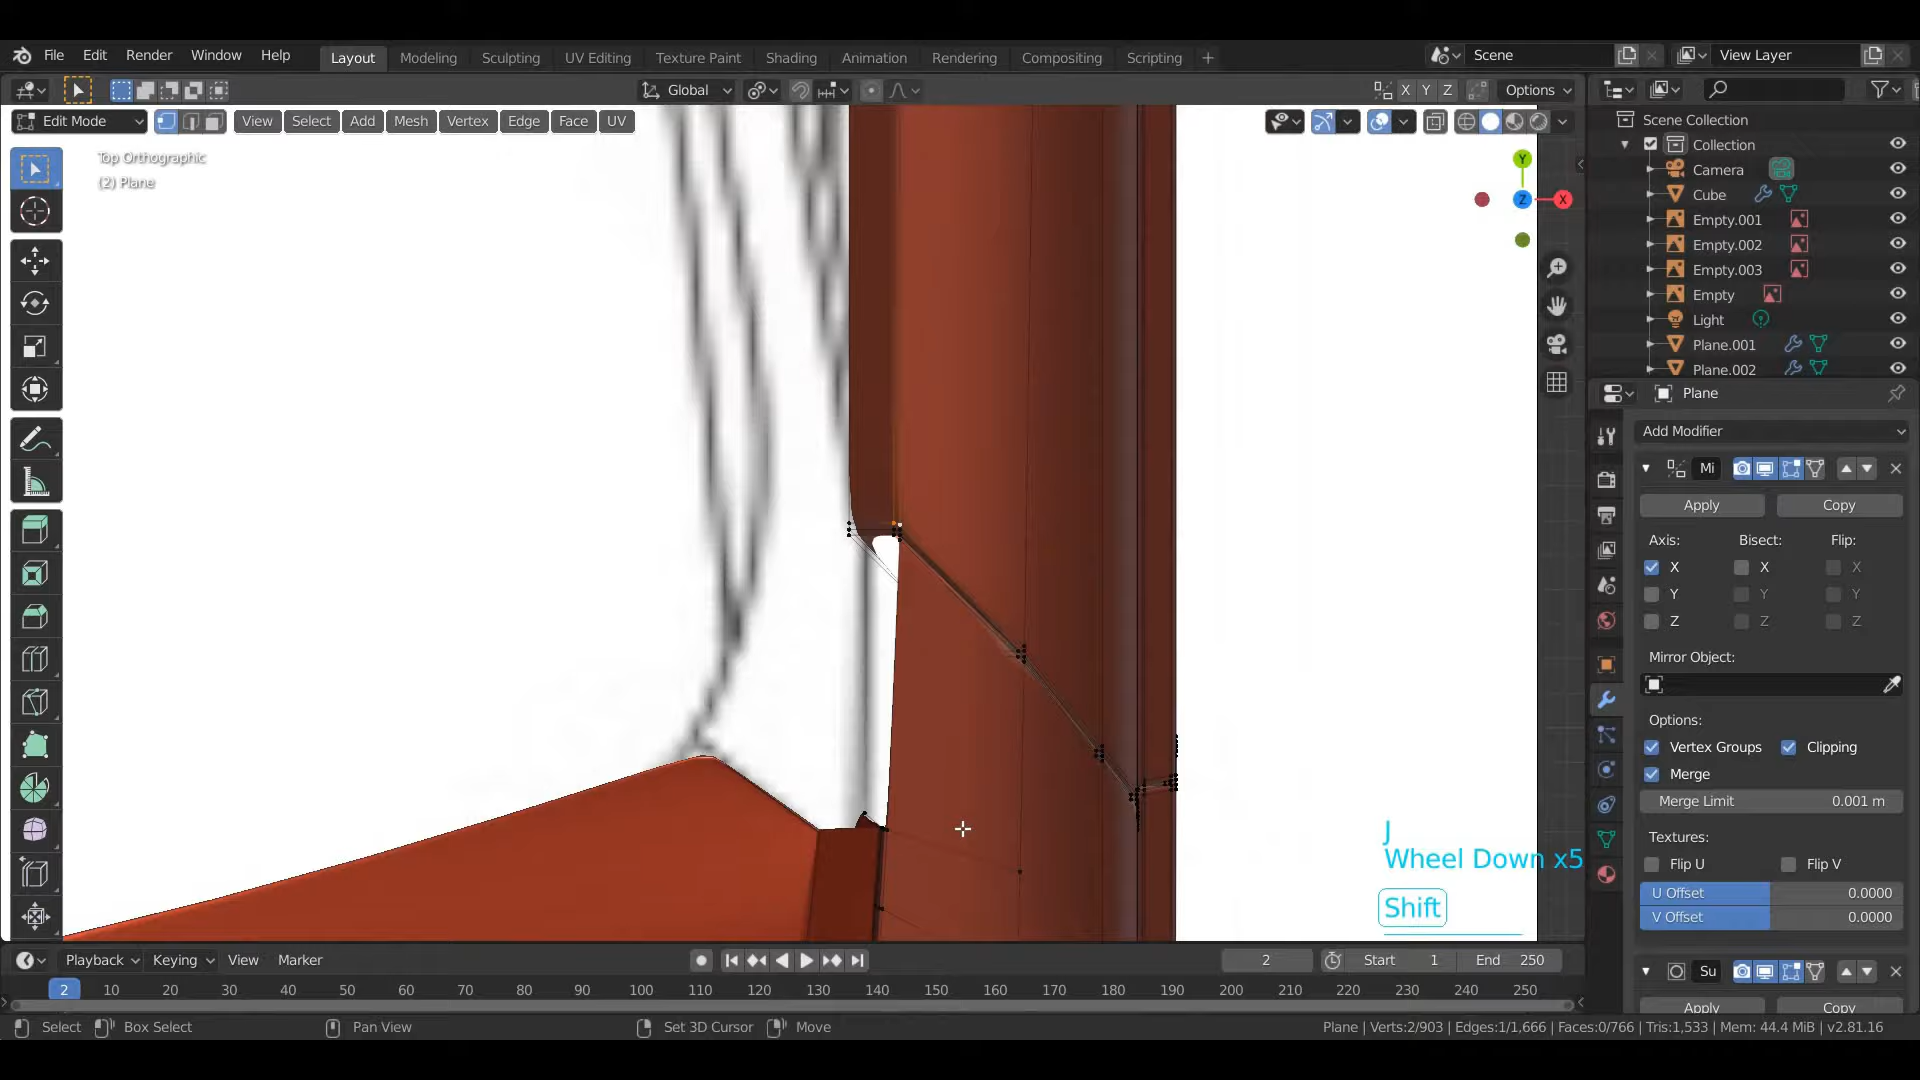 File Edit Render Window Help Layout Modeling Sculpting UV Editing Texture Paint Shading Animation Rendering Compositing Scripting + Scene View Layer
Global X Y Z Options
Edit Mode View Select Add Mesh Vertex Edge Face UV
Top Orthographic
(2) Plane
Y
Z X
Scene Collection
Collection
Camera
Cube
Empty.001
Empty.002
Empty.003
Empty
Light
Plane.001
Plane.002
Plane
Add Modifier
Mi
Apply Copy
Axis: Bisect: Flip:
X X X
Y Y Y
Z Z Z
Mirror Object:
Options:
Vertex Groups Clipping
Merge
Merge Limit 0.001 m
Textures:
Flip U Flip V
U Offset 0.0000
V Offset 0.0000
Su
Apply Copy
J
Wheel Down x5
Shift
Playback Keying View Marker 2 Start 1 End 250
2 10 20 30 40 50 60 70 80 90 100 110 120 130 140 150 160 170 180 190 200 210 220 230 240 250
Select Box Select Pan View Set 3D Cursor Move Plane | Verts:2/903 | Edges:1/1,666 | Faces:0/766 | Tris:1,533 | Mem: 44.4 MiB | v2.81.16